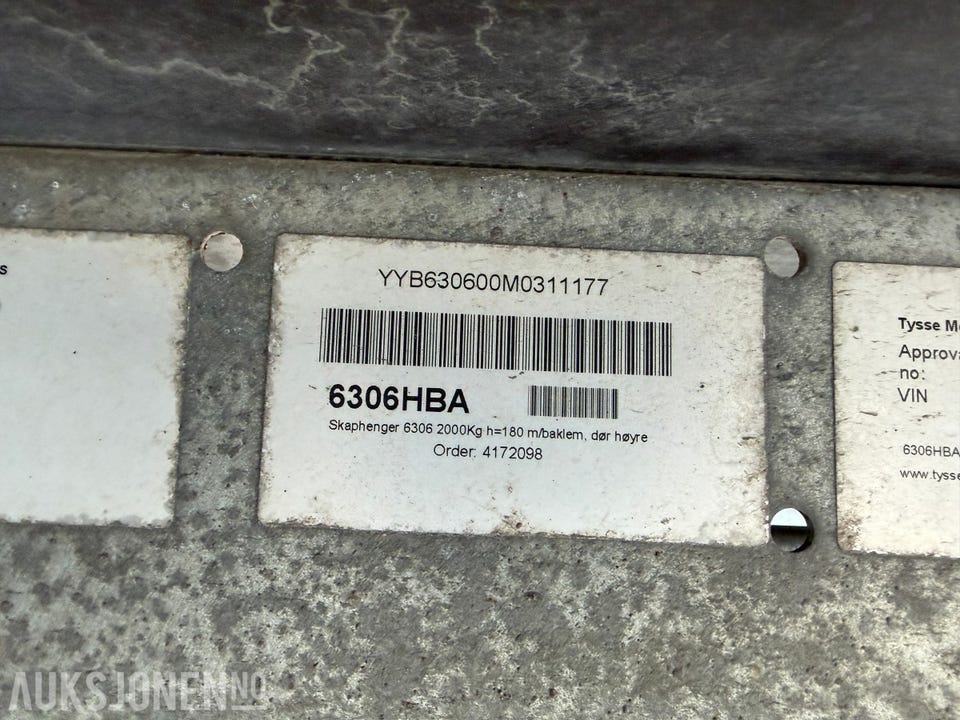 s
YYB630600M0311177
6306HBA
Skaphenger 6306 2000Kg h=180 m/baklem, dør høyre
Order: 4172098
Tysse M
Approva
no:
VIN
6306HBA
www.tysse
AUKSJONEN.NO